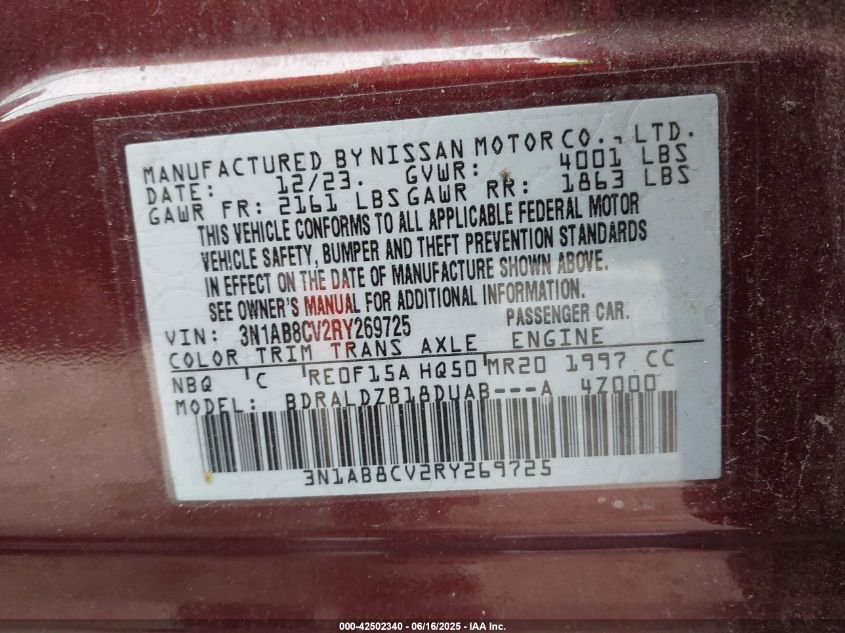 MANUFACTURED BY NISSAN MOTOR CO., LTD.
DATE: 12/23. GVWR: 4001 LBS
GAWR FR: 2161 LBS GAWR RR: 1863 LBS
THIS VEHICLE CONFORMS TO ALL APPLICABLE FEDERAL MOTOR
VEHICLE SAFETY, BUMPER AND THEFT PREVENTION STANDARDS
IN EFFECT ON THE DATE OF MANUFACTURE SHOWN ABOVE.
SEE OWNER'S MANUAL FOR ADDITIONAL INFORMATION.
VIN: 3N1AB8CV2RY269725 PASSENGER CAR.
COLOR TRIM TRANS AXLE ENGINE
NBQ C RE0F15A HQ50 MR20 1997 CC
MODEL: BDRALDZB18DUAB---A 4Z000
3N1AB8CV2RY269725
000-42502340 - 06/16/2025 - IAA Inc.